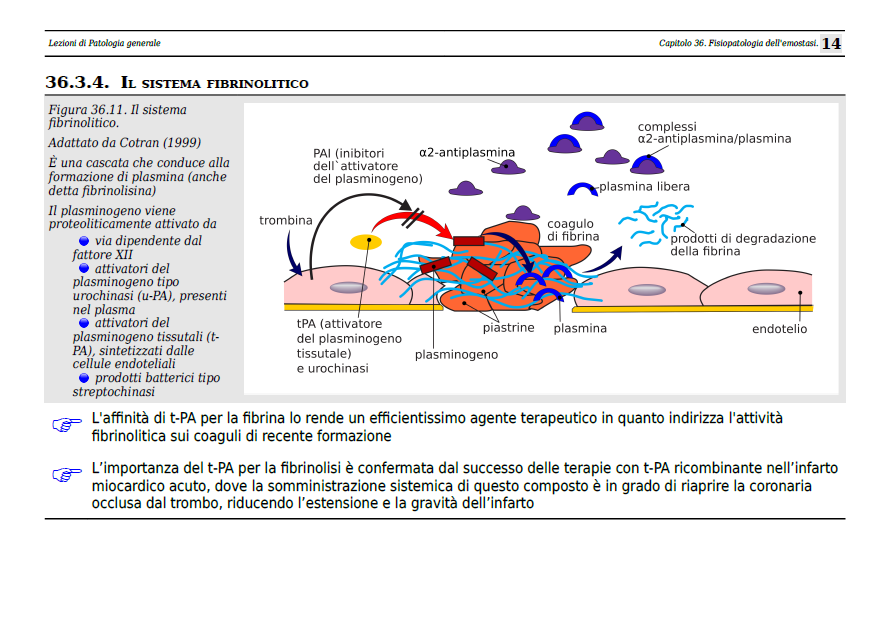 Lezioni di Patologia generale
Capitolo 36. Fisiopatologia dell'emostasi. 14
36.3.4. Il sistema fibrinolitico
Figura 36.11. Il sistema
fibrinolitico.
Adattato da Cotran (1999)
È una cascata che conduce alla
formazione di plasmina (anche
detta fibrinolisina)
Il plasminogeno viene
proteoliticamente attivato da
via dipendente dal
fattore XII
attivatori del
plasminogeno tipo
urochinasi (u-PA), presenti
nel plasma
attivatori del
plasminogeno tissutali (t-
PA), sintetizzati dalle
cellule endoteliali
prodotti batterici tipo
streptochinasi
trombina
PAI (inibitori
dell`attivatore
del plasminogeno)
α2-antiplasmina
complessi
α2-antiplasmina/plasmina
plasmina libera
coagulo
di fibrina
prodotti di degradazione
della fibrina
tPA (attivatore
del plasminogeno
tissutale)
e urochinasi
plasminogeno
piastrine
plasmina
endotelio
L'affinità di t-PA per la fibrina lo rende un efficientissimo agente terapeutico in quanto indirizza l'attività
fibrinolitica sui coaguli di recente formazione
L’importanza del t-PA per la fibrinolisi è confermata dal successo delle terapie con t-PA ricombinante nell’infarto
miocardico acuto, dove la somministrazione sistemica di questo composto è in grado di riaprire la coronaria
occlusa dal trombo, riducendo l’estensione e la gravità dell’infarto